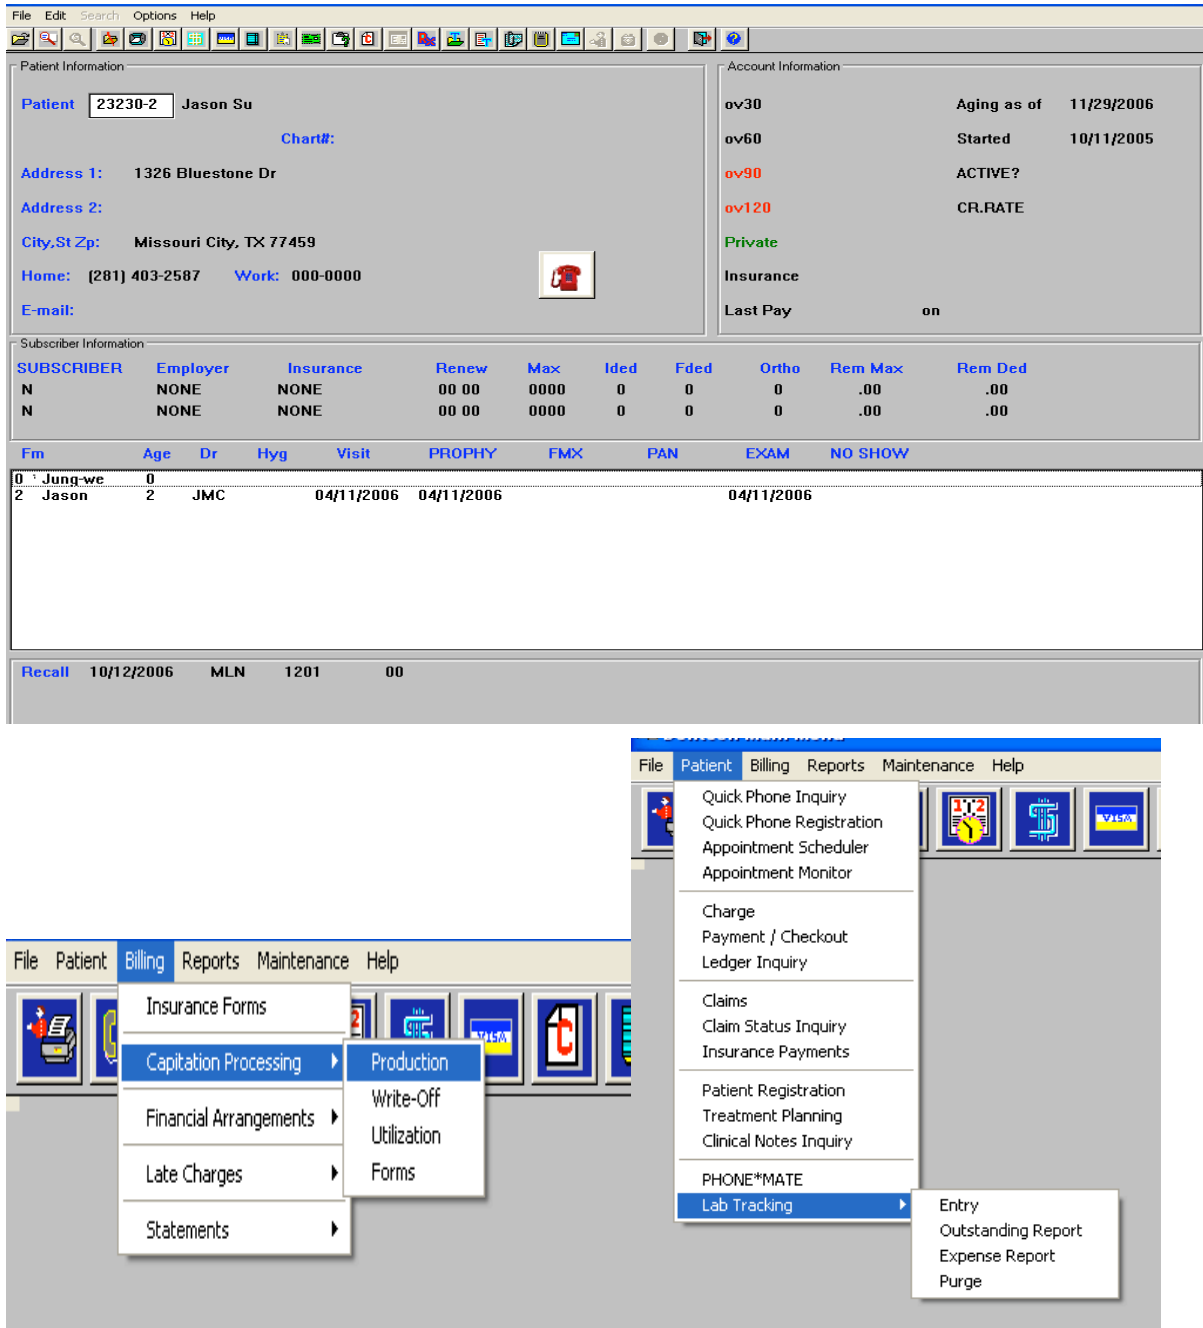 File Edit Search Options Help
Patient Information
Patient 23230-2 Jason Su
Chart#:
Address 1: 1326 Bluestone Dr
Address 2:
City,St Zp: Missouri City, TX 77459
Home: (281) 403-2587 Work: 000-0000
E-mail:
Account Information
ov30 Aging as of 11/29/2006
ov60 Started 10/11/2005
ov90 ACTIVE?
ov120 CR.RATE
Private
Insurance
Last Pay on
Subscriber Information
SUBSCRIBER Employer Insurance Renew Max Ided Fded Ortho Rem Max Rem Ded
N NONE NONE 00 00 0000 0 0 0 .00 .00
N NONE NONE 00 00 0000 0 0 0 .00 .00
Fm Age Dr Hyg Visit PROPHY FMX PAN EXAM NO SHOW
0 Jung-we 0
2 Jason 2 JMC 04/11/2006 04/11/2006 04/11/2006
Recall 10/12/2006 MLN 1201 00
File Patient Billing Reports Maintenance Help
VISA
Insurance Forms
Capitation Processing
Financial Arrangements
Late Charges
Statements
Production
Write-Off
Utilization
Forms
File Patient Billing Reports Maintenance Help
VISA
Quick Phone Inquiry
Quick Phone Registration
Appointment Scheduler
Appointment Monitor
Charge
Payment / Checkout
Ledger Inquiry
Claims
Claim Status Inquiry
Insurance Payments
Patient Registration
Treatment Planning
Clinical Notes Inquiry
PHONE*MATE
Lab Tracking
Entry
Outstanding Report
Expense Report
Purge